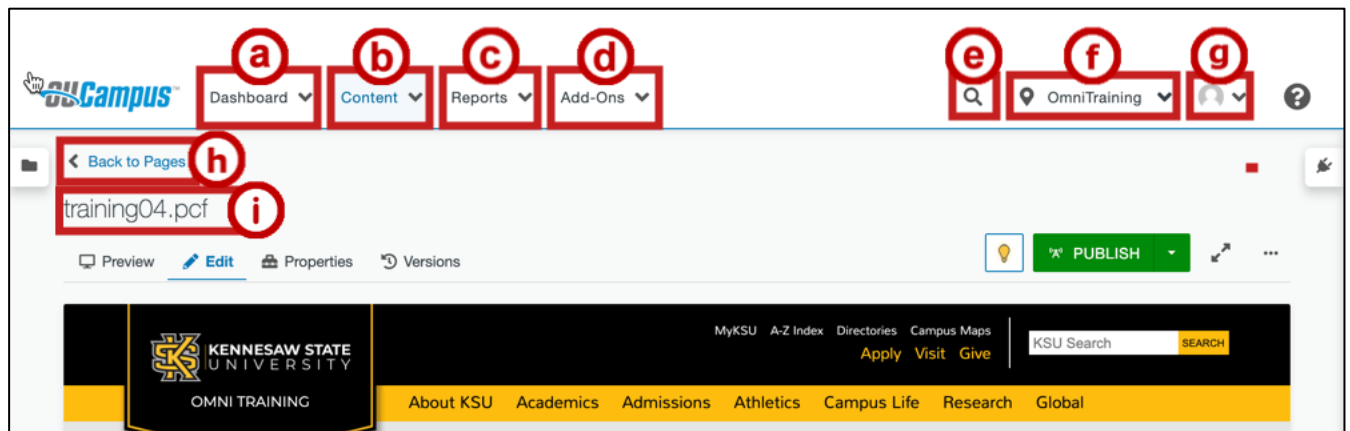 a b c d e f g
OUCampus Dashboard Content Reports Add-Ons OmniTraining ?
Back to Pages h
training04.pcf i
Preview Edit Properties Versions PUBLISH ...
MyKSU A-Z Index Directories Campus Maps
KENNESAW STATE
UNIVERSITY
Apply Visit Give
KSU Search SEARCH
OMNI TRAINING About KSU Academics Admissions Athletics Campus Life Research Global